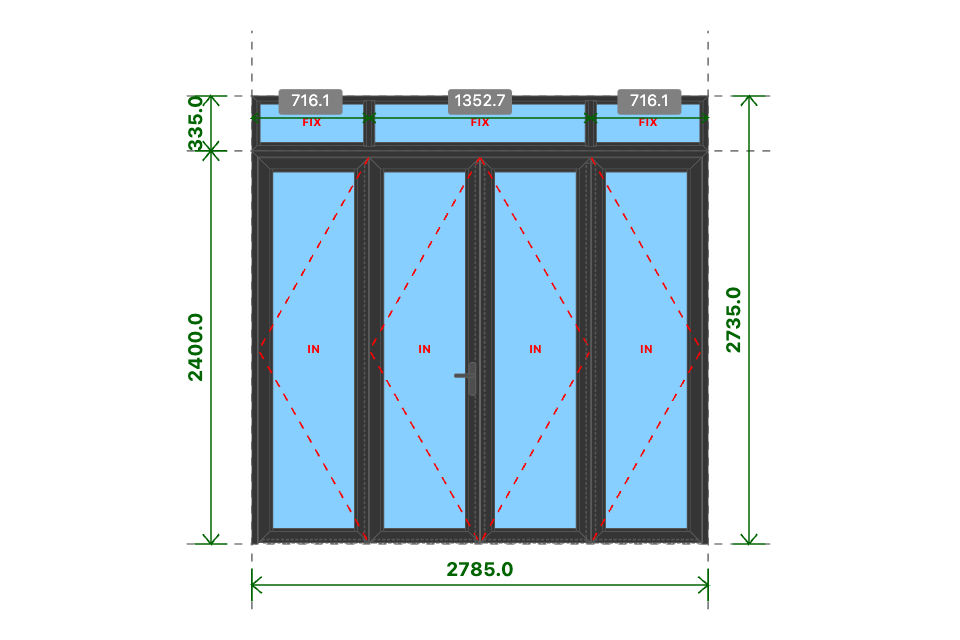 716.1
1352.7
716.1
335.0
FIX
FIX
FIX
2400.0
2735.0
IN
IN
IN
IN
2785.0